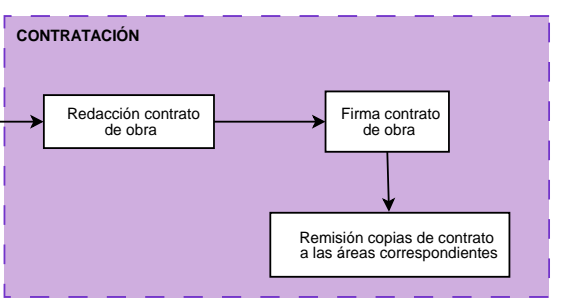 CONTRATACIÓN
Redacción contrato
de obra
Firma contrato
de obra
Remisión copias de contrato
a las áreas correspondientes